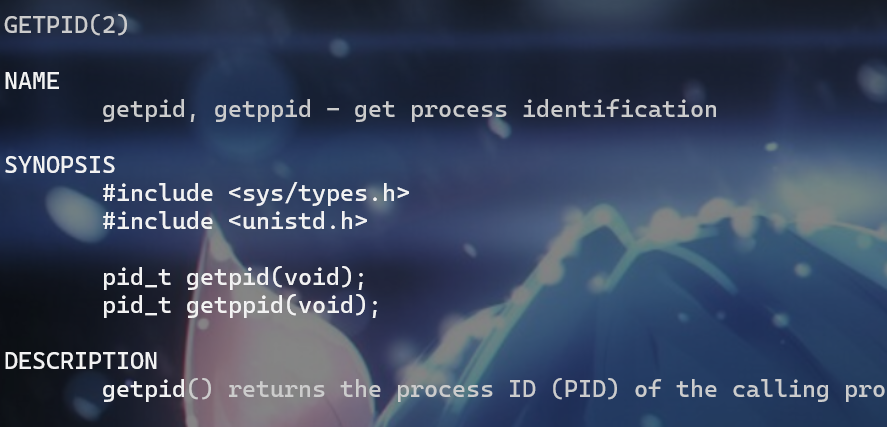 GETPID(2)
NAME
getpid, getppid - get process identification
SYNOPSIS
#include <sys/types.h>
#include <unistd.h>
pid_t getpid(void);
pid_t getppid(void);
DESCRIPTION
getpid() returns the process ID (PID) of the calling pro